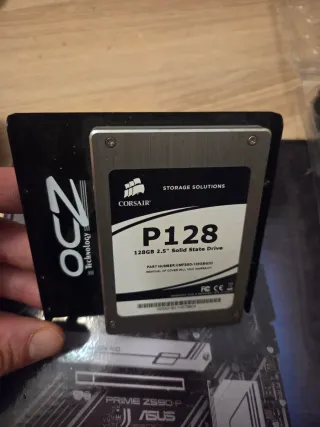 OCZ
Technology
CORSAIR
STORAGE SOLUTIONS
P128
128GB 2.5" Solid State Drive
PRIME Z590-P
ASUS